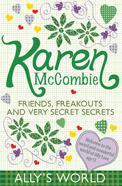 Karen
McCombie
FRIENDS, FREAKOUTS
AND VERY SECRET SECRETS
ALLY'S WORLD